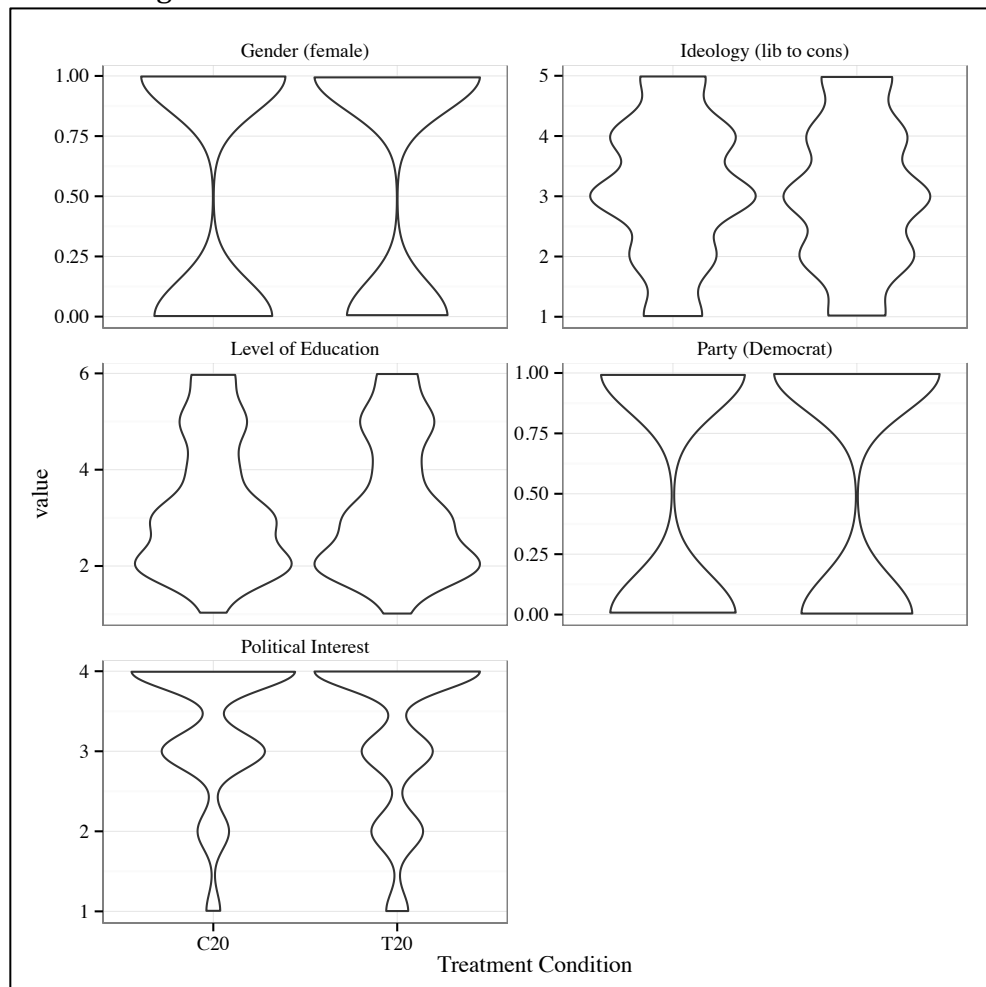 Gender (female)
Ideology (lib to cons)
1.00
0.75
0.50
0.25
0.00
5
4
3
2
1
Level of Education
Party (Democrat)
6
4
2
1.00
0.75
0.50
0.25
0.00
value
Political Interest
4
3
2
1
C20
T20
Treatment Condition